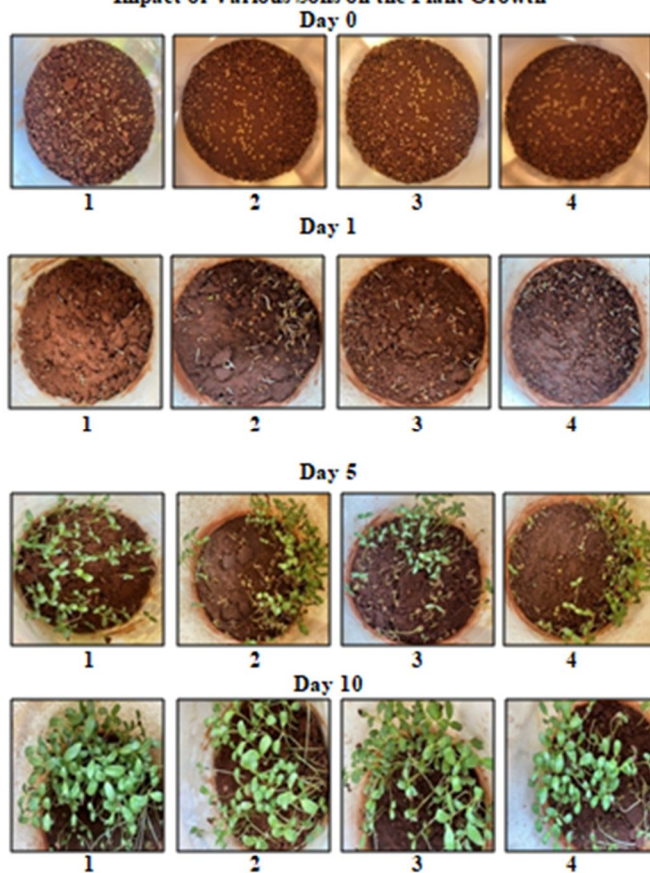 Impact of Various Soils on the Plant Growth
Day 0
1 2 3 4
Day 1
1 2 3 4
Day 5
1 2 3 4
Day 10
1 2 3 4